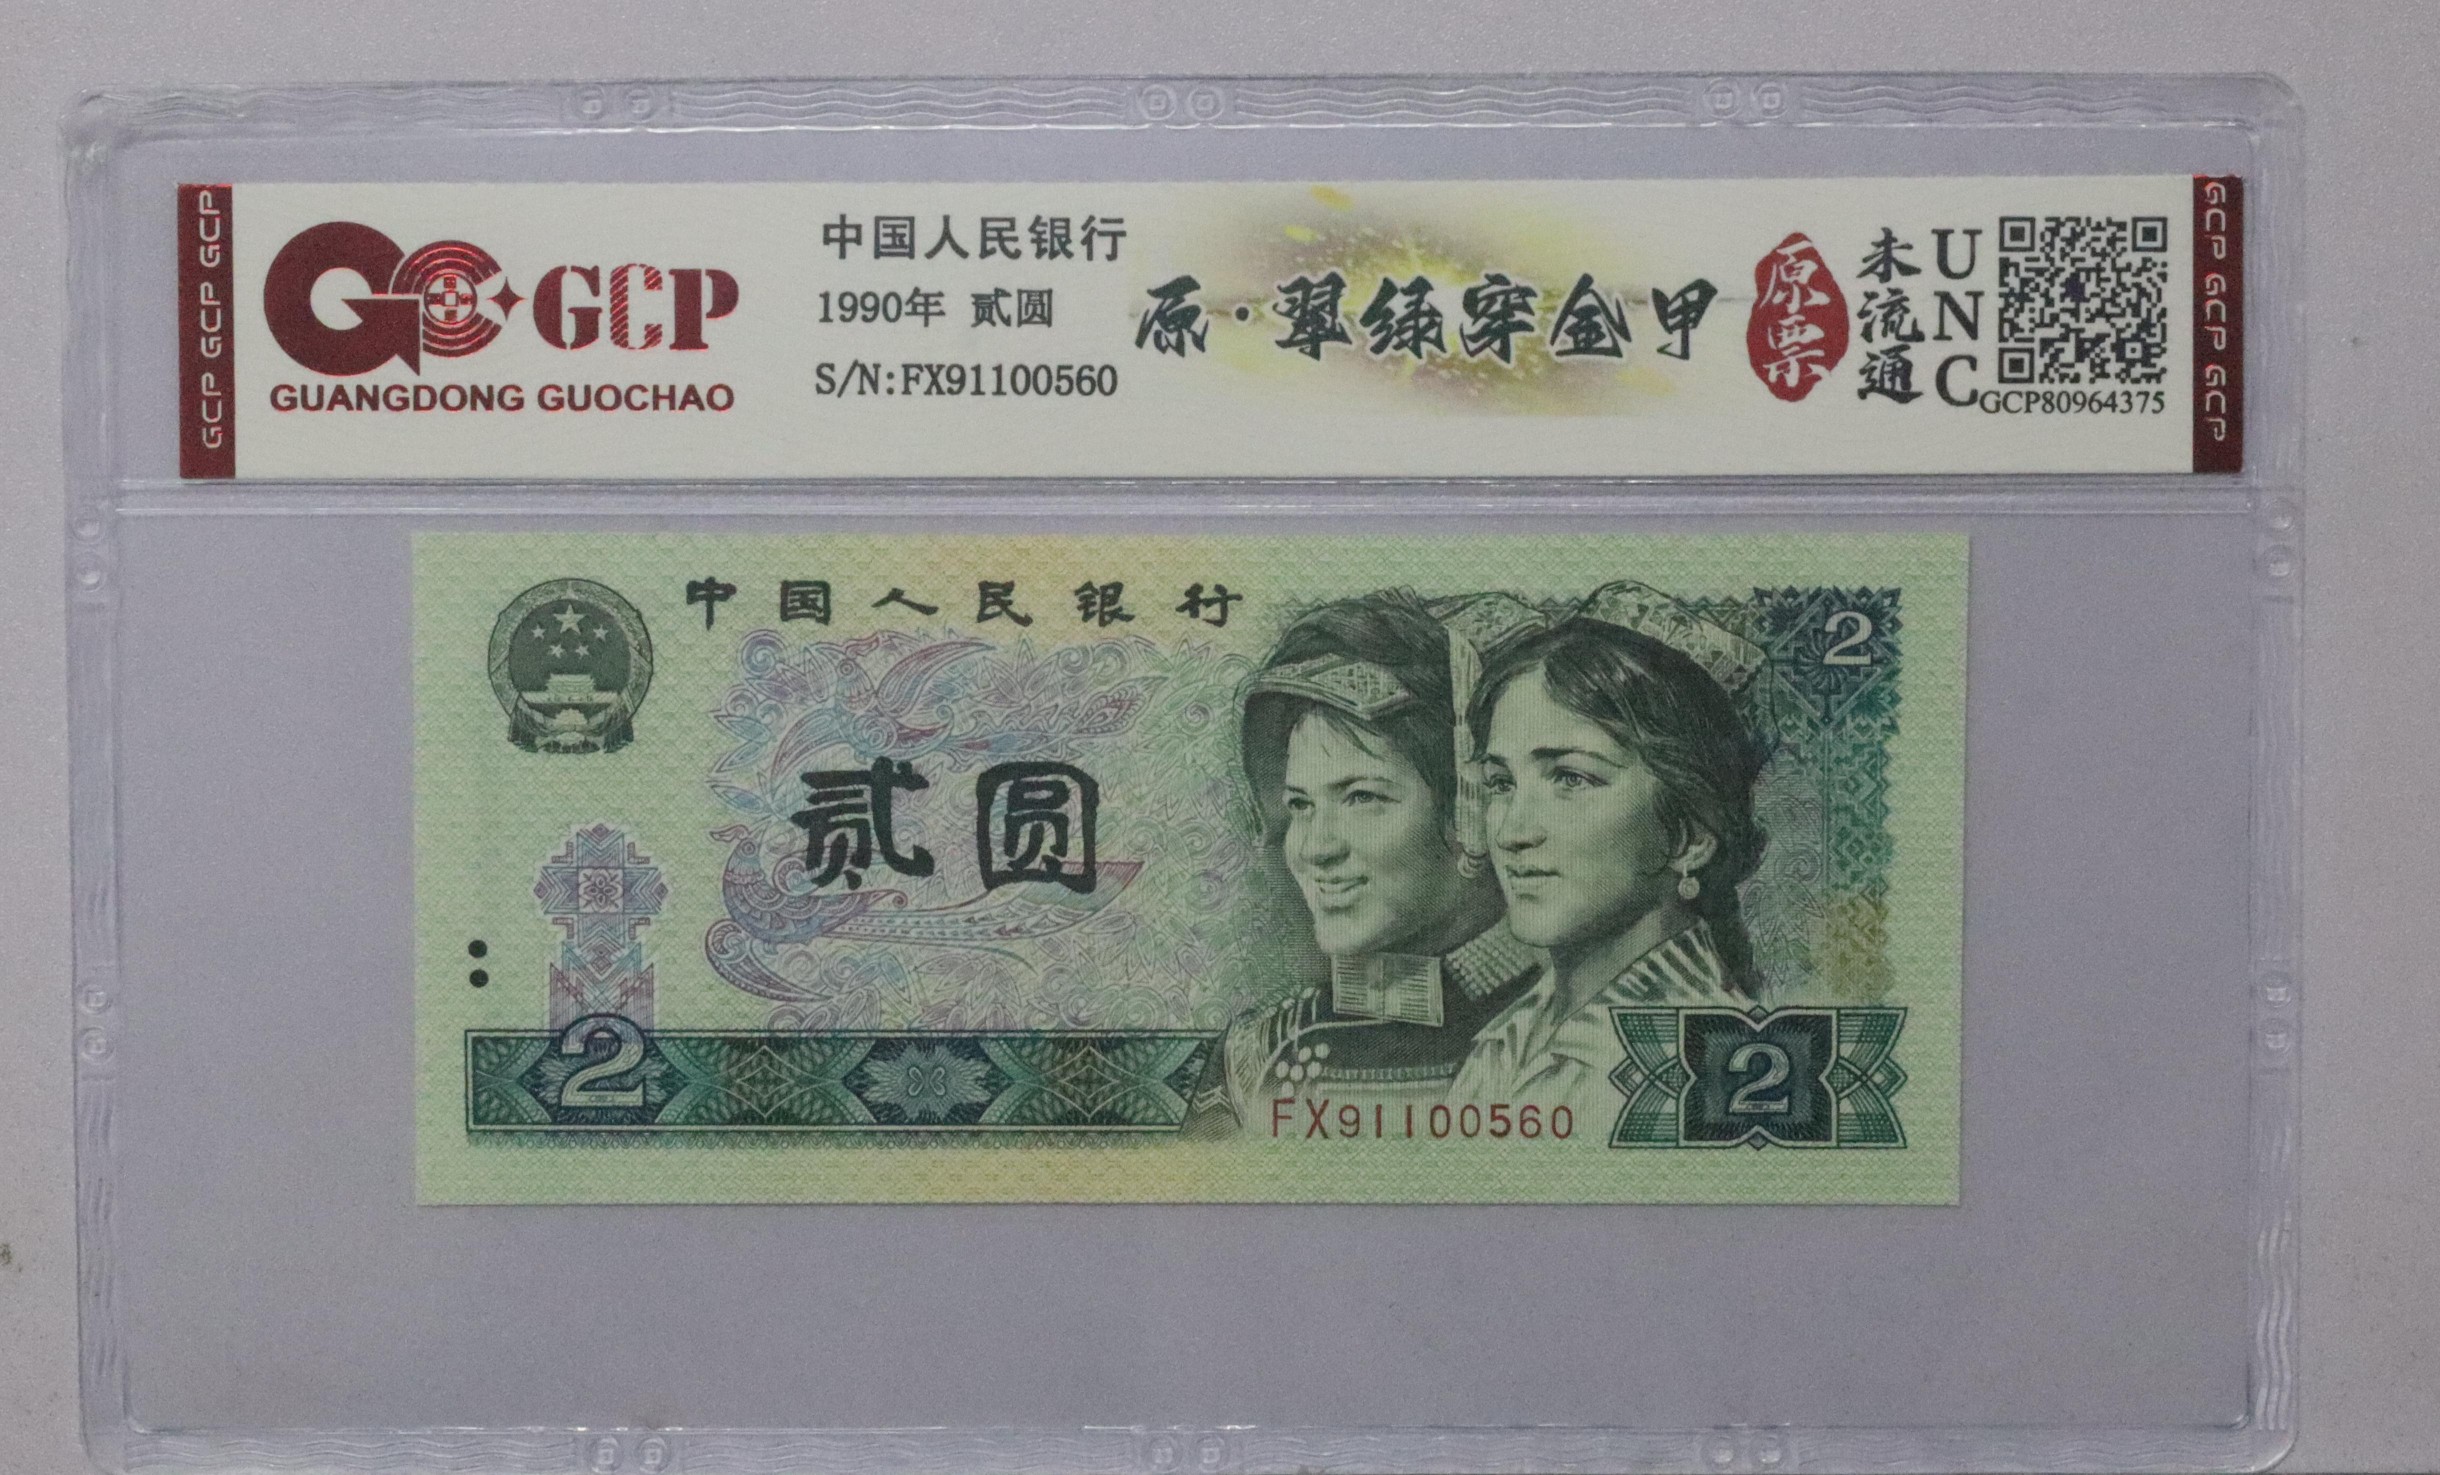 GCP GCP GCP
GCP
GUANGDONG GUOCHAO
中国人民银行
1990年 贰圆
S/N:FX91100560
原·翠绿穿金甲
原票
未流通
UNC
GCP80964375
GCP GCP GCP
中国人民银行
2
贰圆
2
FX91100560
2